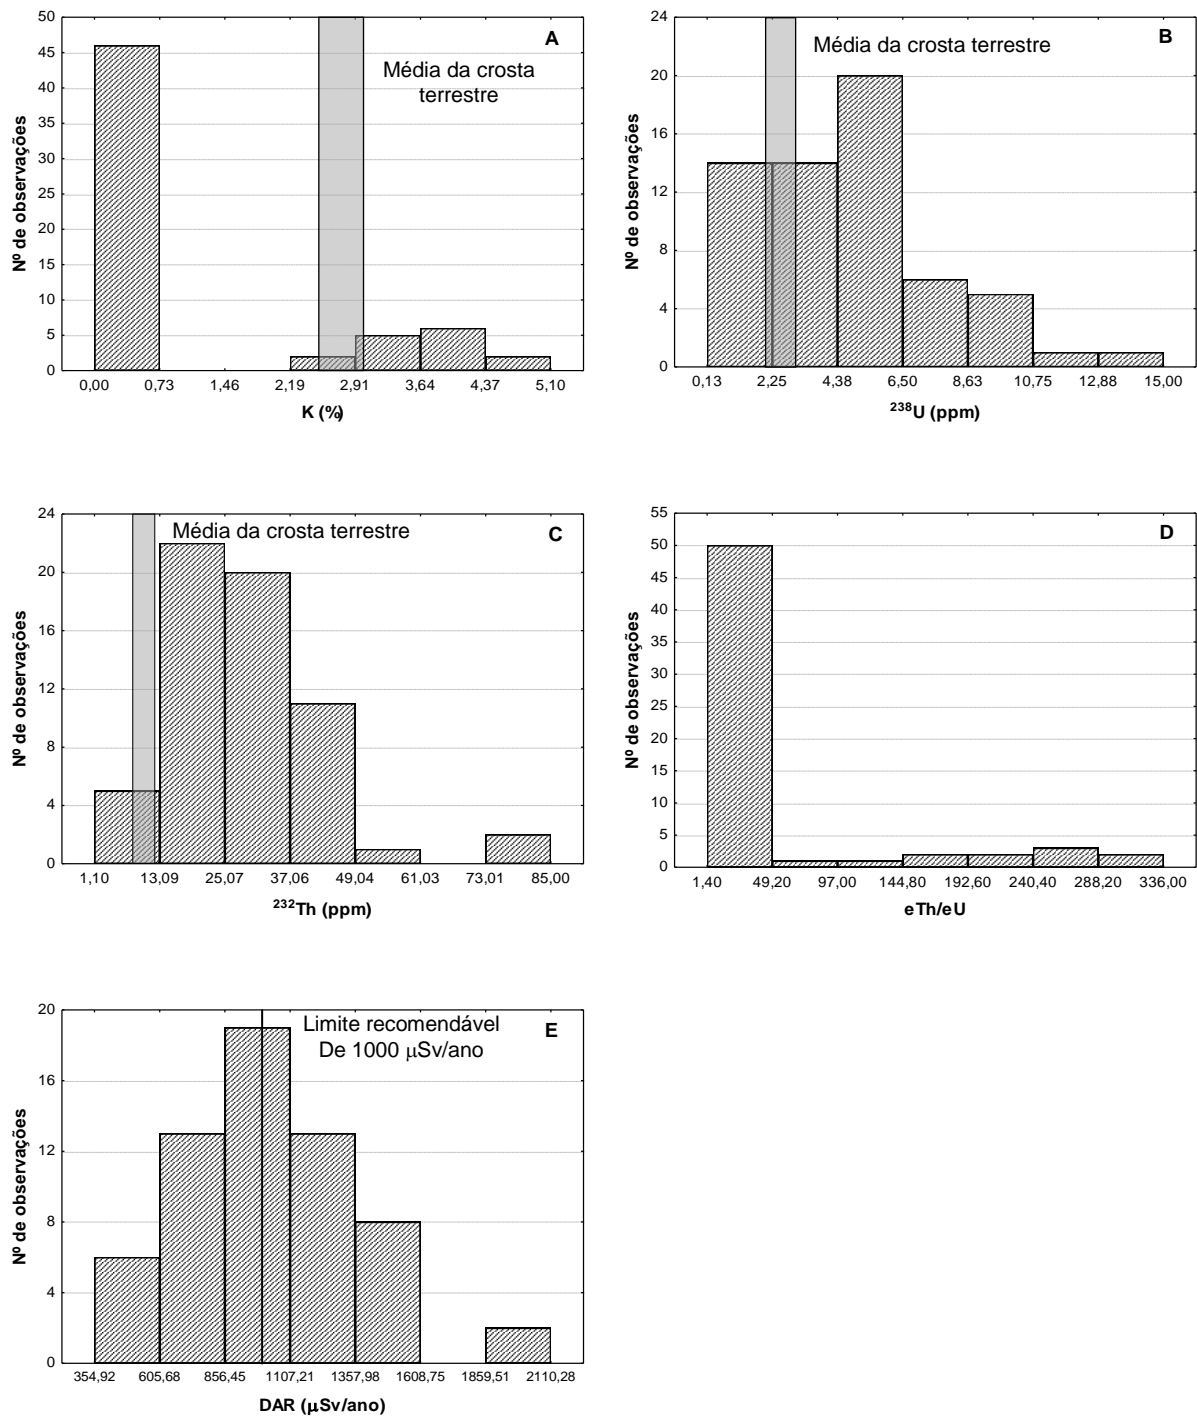 A
Média da crosta
terrestre
Nº de observações
50
45
40
35
30
25
20
15
10
5
0
0,00 0,73 1,46 2,19 2,91 3,64 4,37 5,10
K (%)
B
Média da crosta terrestre
Nº de observações
24
20
16
12
8
4
0
0,13 2,25 4,38 6,50 8,63 10,75 12,88 15,00
²³⁸U (ppm)
C
Média da crosta terrestre
Nº de observações
24
20
16
12
8
4
0
1,10 13,09 25,07 37,06 49,04 61,03 73,01 85,00
²³²Th (ppm)
D
Nº de observações
55
50
45
40
35
30
25
20
15
10
5
0
1,40 49,20 97,00 144,80 192,60 240,40 288,20 336,00
eTh/eU
E
Limite recomendável
De 1000 μSv/ano
Nº de observações
20
16
12
8
4
0
354,92 605,68 856,45 1107,21 1357,98 1608,75 1859,51 2110,28
DAR (μSv/ano)